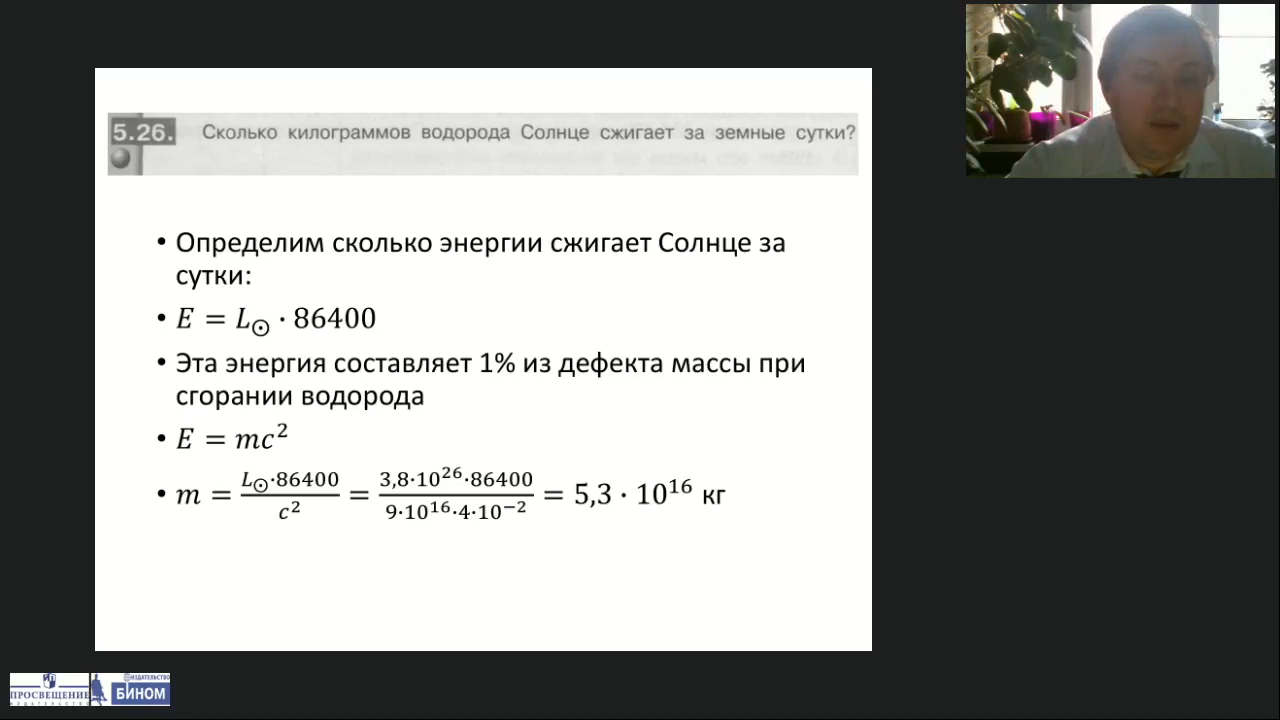 5.26. Сколько килограммов водорода Солнце сжигает за земные сутки?
• Определим сколько энергии сжигает Солнце за
сутки:
• E = L☉ · 86400
• Эта энергия составляет 1% из дефекта массы при
сгорании водорода
• E = mc²
• m = L☉·86400 / c² = 3,8·10²⁶·86400 / 9·10¹⁶·4·10⁻² = 5,3 · 10¹⁶ кг
ПРОСВЕЩЕНИЕ
ИЗДАТЕЛЬСТВО
ИЗДАТЕЛЬСТВО
БИНОМ